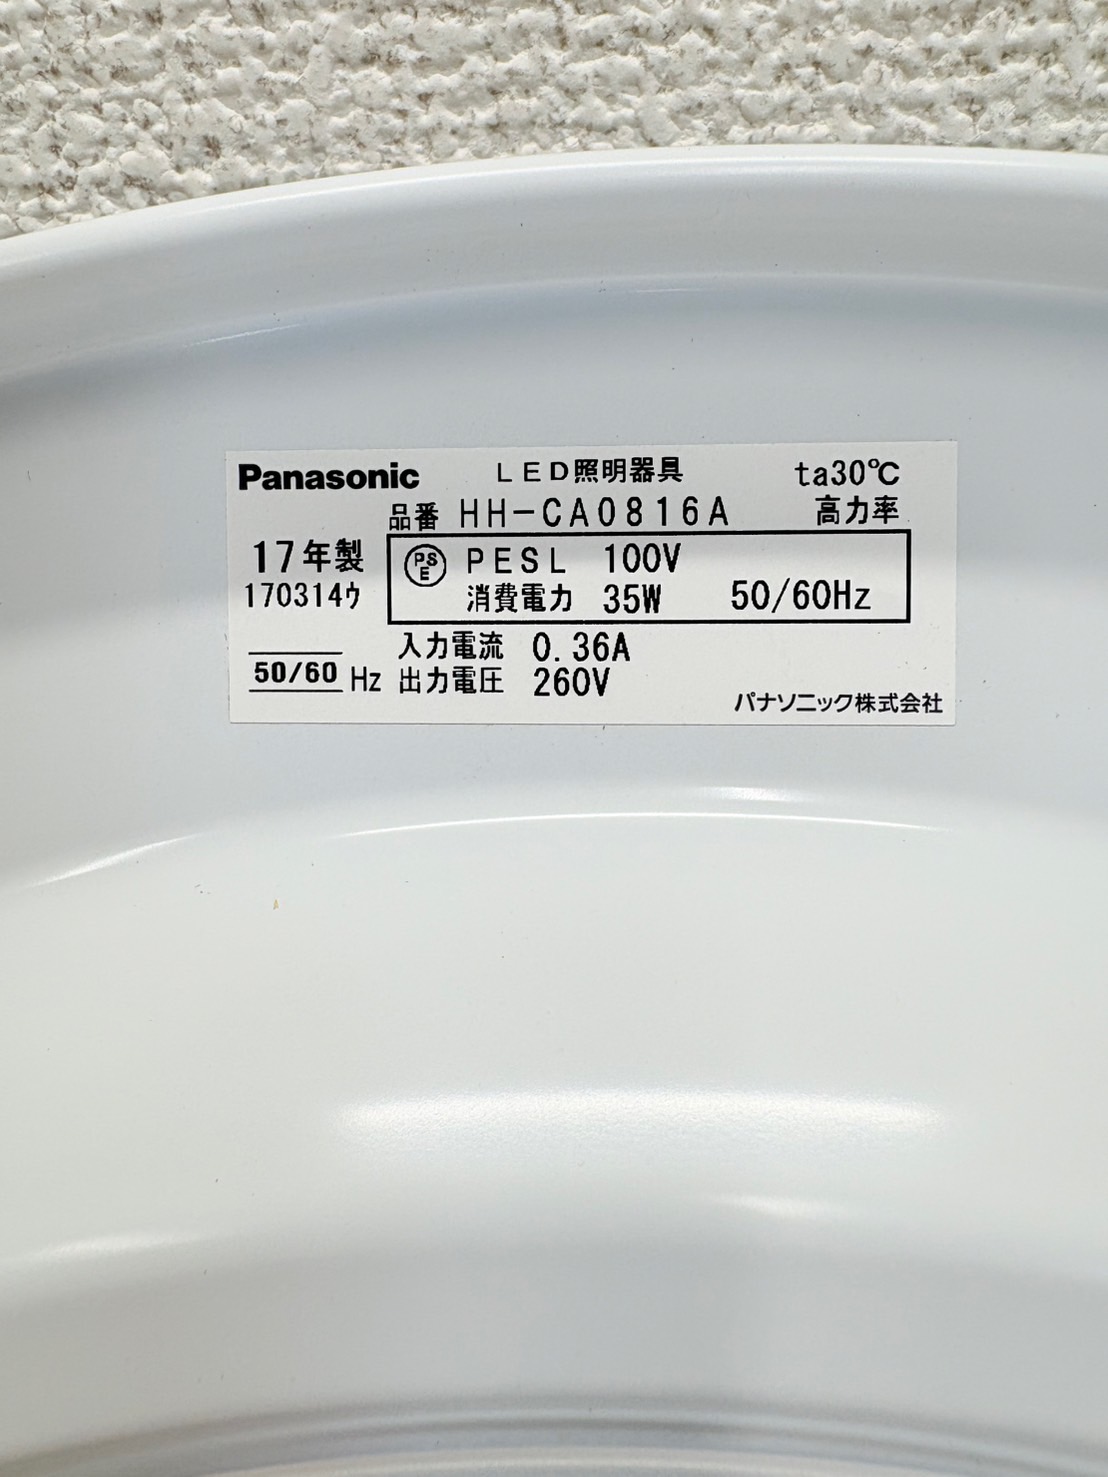 Panasonic LED照明器具 ta30℃
品番 HH-CA0816A 高力率
17年製
170314ｳ
PSE PESL 100V
消費電力 35W 50/60Hz
入力電流 0.36A
50/60 Hz 出力電圧 260V
パナソニック株式会社